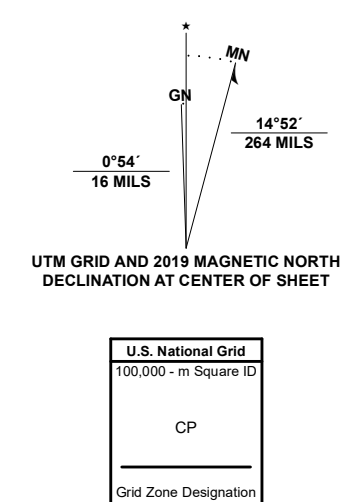 ★
MN
GN
14°52´
264 MILS
0°54´
16 MILS
UTM GRID AND 2019 MAGNETIC NORTH
DECLINATION AT CENTER OF SHEET
U.S. National Grid
100,000 - m Square ID
CP
Grid Zone Designation